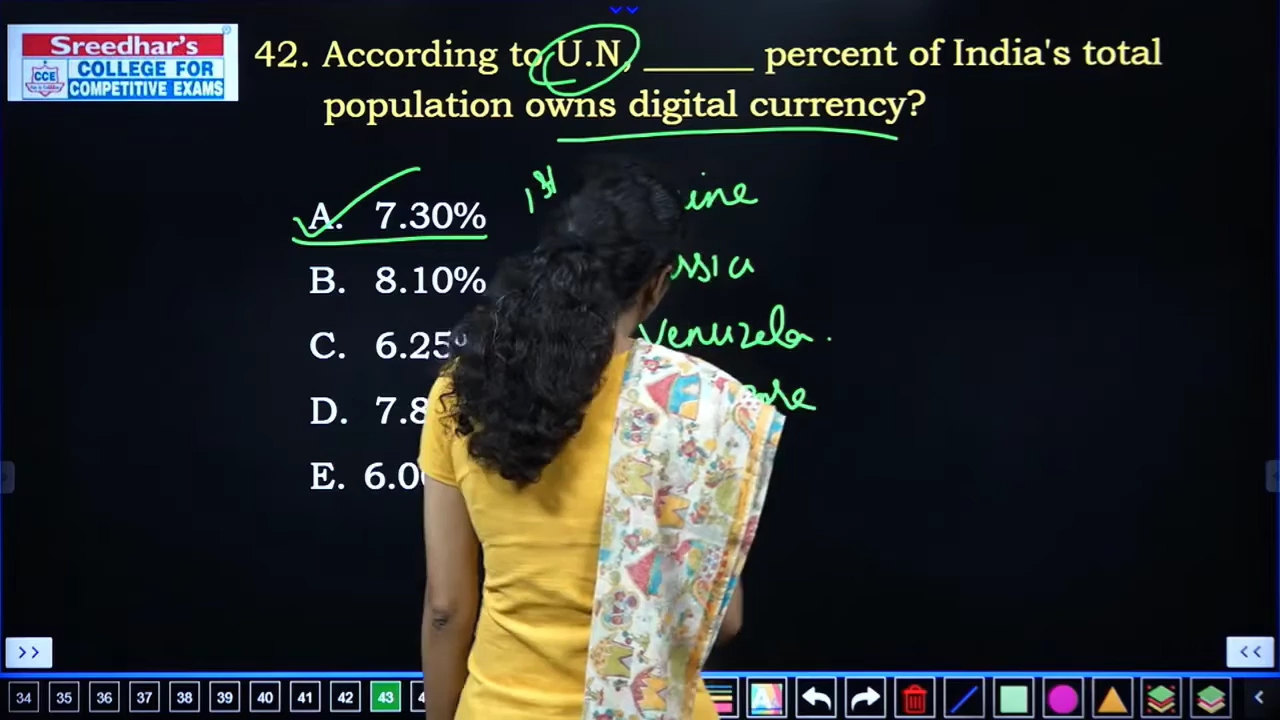 Sreedhar's
CCE
COLLEGE FOR
COMPETITIVE EXAMS
42. According to U.N, ______ percent of India's total
population owns digital currency?
A. 7.30%
B. 8.10%
C. 6.25
D. 7.8
E. 6.0
1st
Venuzela.
>>
<<
34 35 36 37 38 39 40 41 42 43